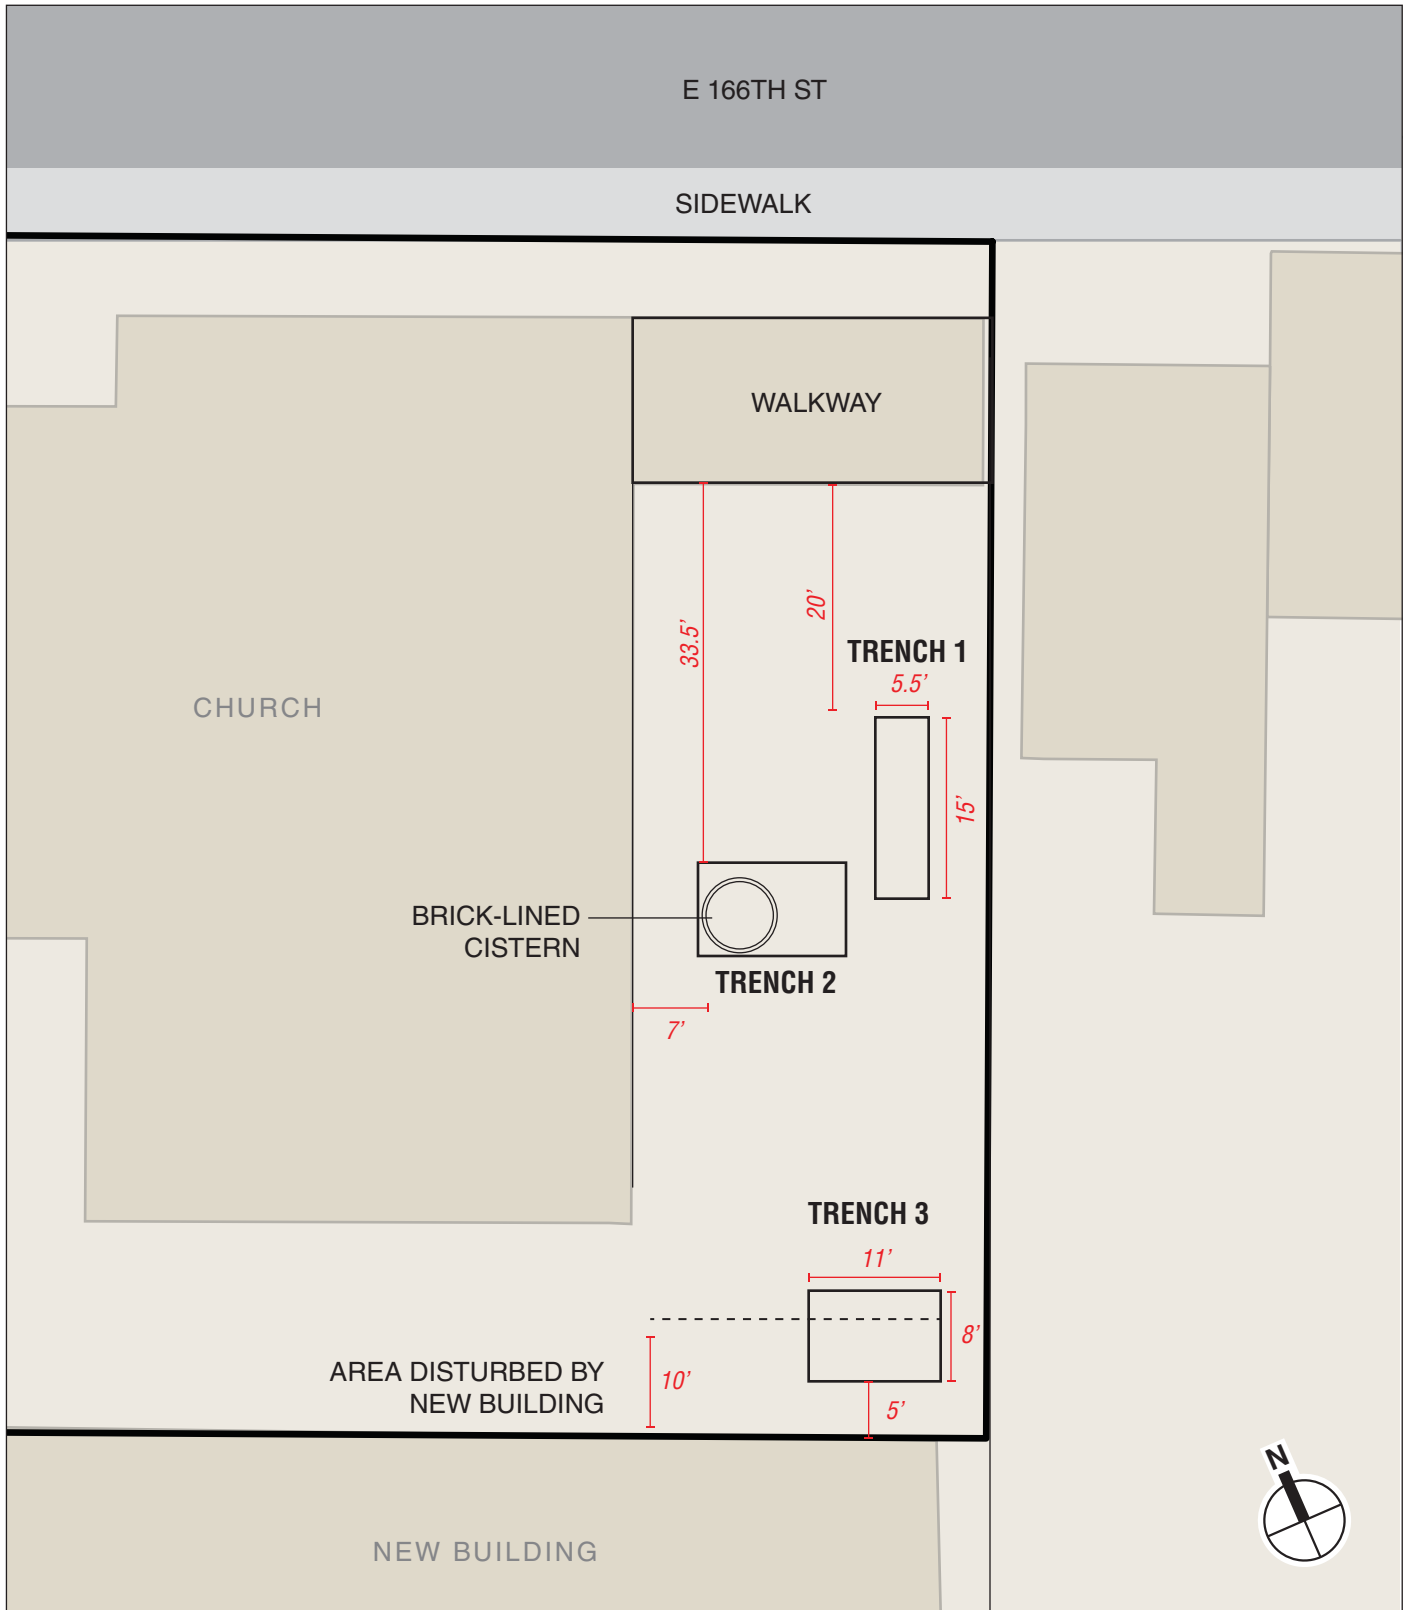 E 166TH ST
SIDEWALK
WALKWAY
20’
33.5’
TRENCH 1
5.5’
CHURCH
15’
BRICK-LINED
CISTERN
TRENCH 2
7’
TRENCH 3
11’
8’
AREA DISTURBED BY
NEW BUILDING
10’
5’
N
NEW BUILDING